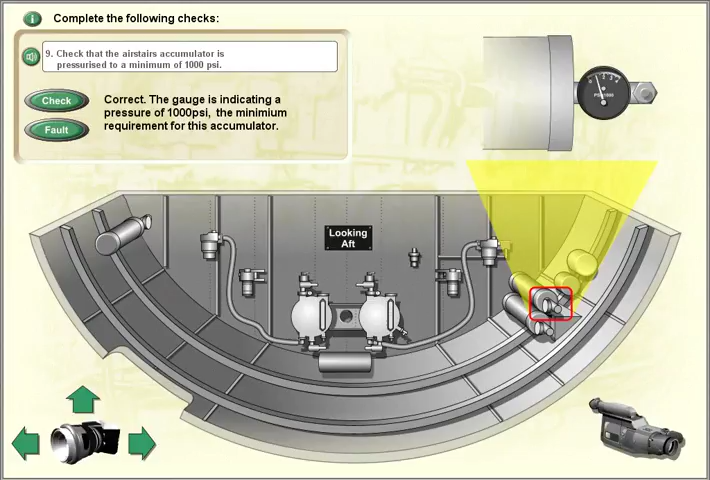 Complete the following checks:
9. Check that the airstairs accumulator is
pressurised to a minimum of 1000 psi.
Check
Correct. The gauge is indicating a
pressure of 1000psi, the minimium
requirement for this accumulator.
Fault
Looking
Aft